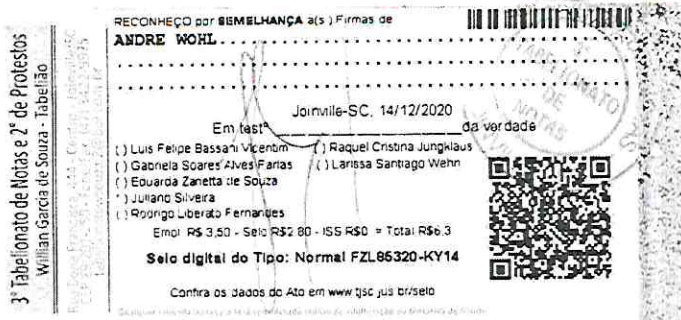 3º Tabelionato de Notas e 2º de Protestos
Willian Garcia de Souza - Tabelião
RECONHEÇO por SEMELHANÇA a(s) Firmas de
ANDRE WOHL
Joinville-SC, 14/12/2020
Em testº da verdade
( ) Luis Felipe Bassani Vicentim ( ) Raquel Cristina Jungklaus
( ) Gabriela Soares Alves Farias ( ) Larissa Santiago Wehn
( ) Eduarda Zanetta de Souza
Juliano Silveira
( ) Rodrigo Liberato Fernandes
Emol R$ 3,50 - Selo R$2 80 - ISS R$0 = Total R$6,3
Selo digital do Tipo: Normal FZL85320-KY14
Confira os dados do Ato em www tjsc jus br/selo
TABELIONATO
DE
NOTAS